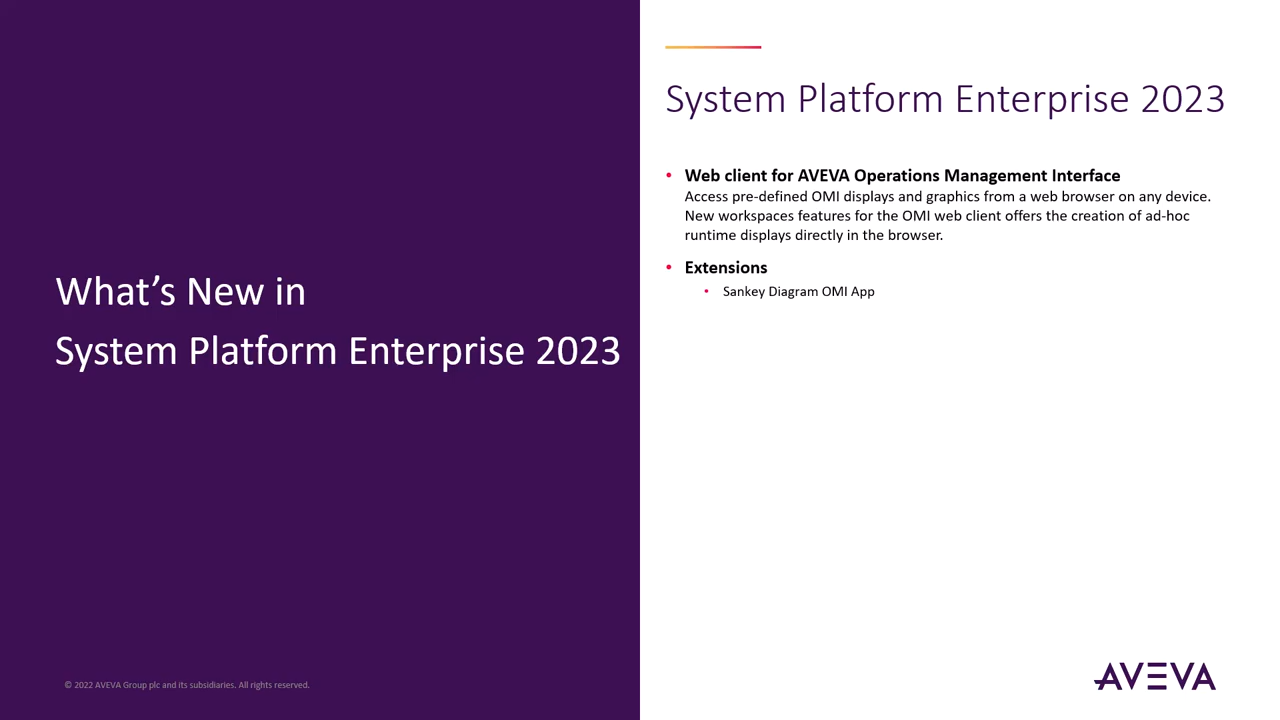 What's New in
System Platform Enterprise 2023
© 2022 AVEVA Group plc and its subsidiaries. All rights reserved.
System Platform Enterprise 2023
• Web client for AVEVA Operations Management Interface
Access pre-defined OMI displays and graphics from a web browser on any device.
New workspaces features for the OMI web client offers the creation of ad-hoc
runtime displays directly in the browser.
• Extensions
• Sankey Diagram OMI App
AVEVA